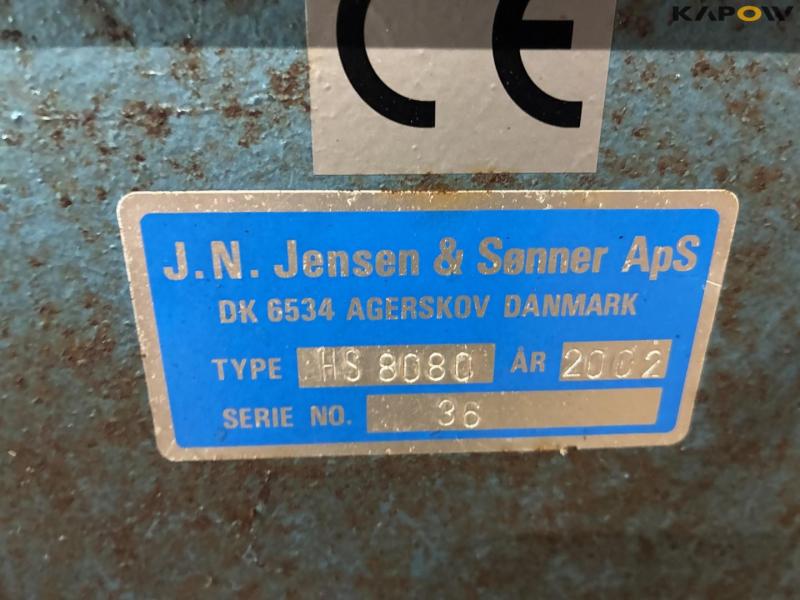 KAPOW
CE
J.N. Jensen & Sønner ApS
DK 6534 AGERSKOV DANMARK
TYPE HS 8080 ÅR 2002
SERIE NO. 36